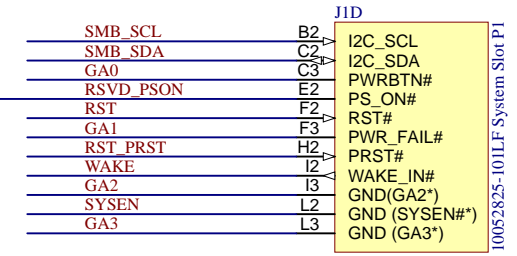 J1D
SMB_SCL B2 I2C_SCL
SMB_SDA C2 I2C_SDA
GA0 C3 PWRBTN#
RSVD_PSON E2 PS_ON#
RST F2 RST#
GA1 F3 PWR_FAIL#
RST_PRST H2 PRST#
WAKE I2 WAKE_IN#
GA2 I3 GND(GA2*)
SYSEN L2 GND (SYSEN#*)
GA3 L3 GND (GA3*)
10052825-101LF System Slot P1